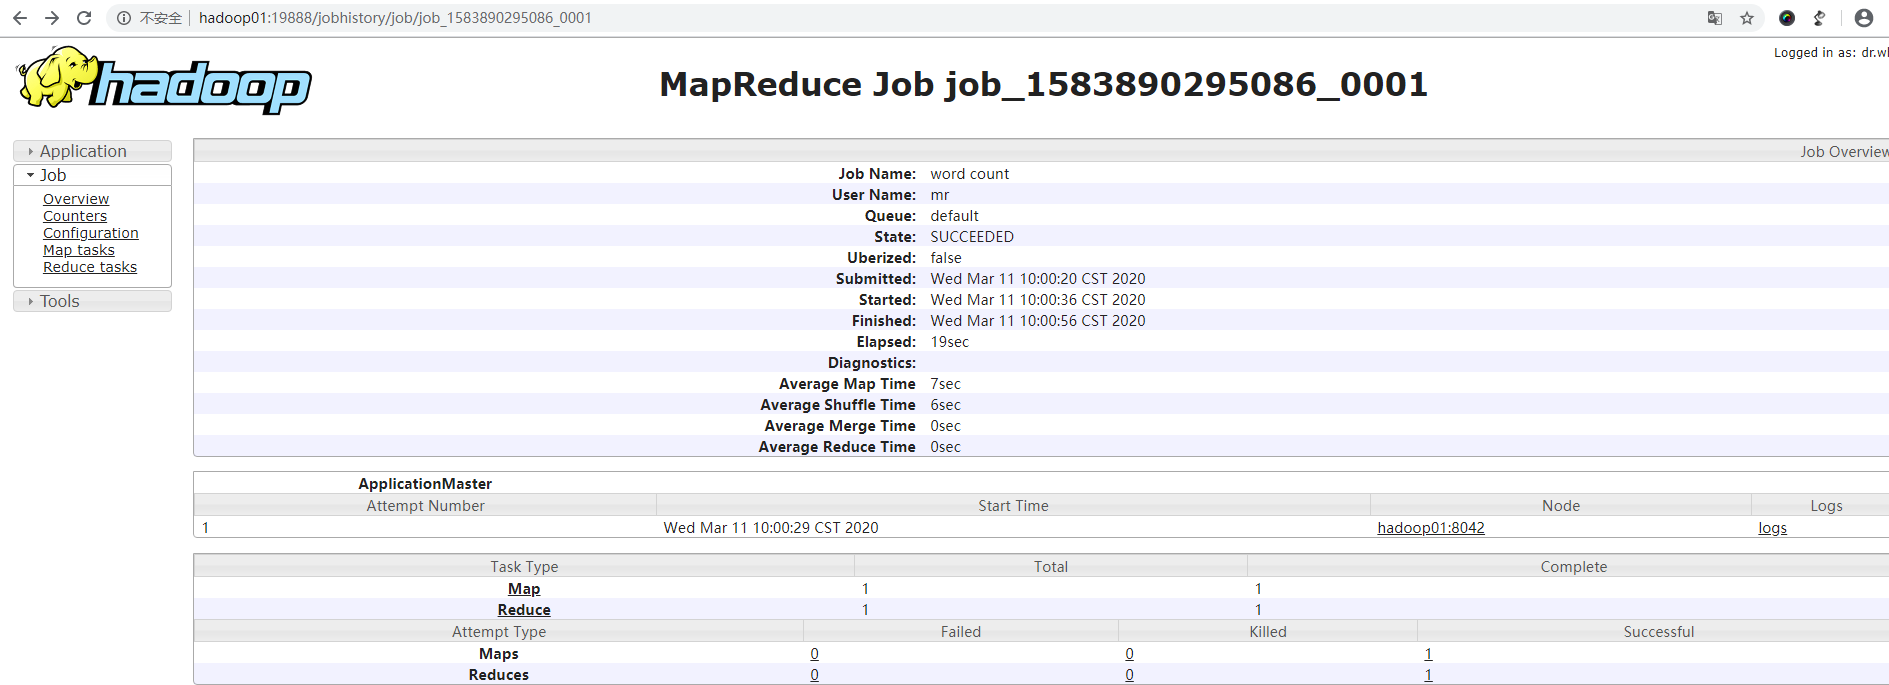 不安全 hadoop01:19888/jobhistory/job/job_1583890295086_0001
Logged in as: dr.w
hadoop
MapReduce Job job_1583890295086_0001
Application
Job
Overview
Counters
Configuration
Map tasks
Reduce tasks
Tools
Job Overview
Job Name: word count
User Name: mr
Queue: default
State: SUCCEEDED
Uberized: false
Submitted: Wed Mar 11 10:00:20 CST 2020
Started: Wed Mar 11 10:00:36 CST 2020
Finished: Wed Mar 11 10:00:56 CST 2020
Elapsed: 19sec
Diagnostics:
Average Map Time 7sec
Average Shuffle Time 6sec
Average Merge Time 0sec
Average Reduce Time 0sec
ApplicationMaster
Attempt Number Start Time Node Logs
1 Wed Mar 11 10:00:29 CST 2020 hadoop01:8042 logs
Task Type Total Complete
Map 1 1
Reduce 1 1
Attempt Type Failed Killed Successful
Maps 0 0 1
Reduces 0 0 1